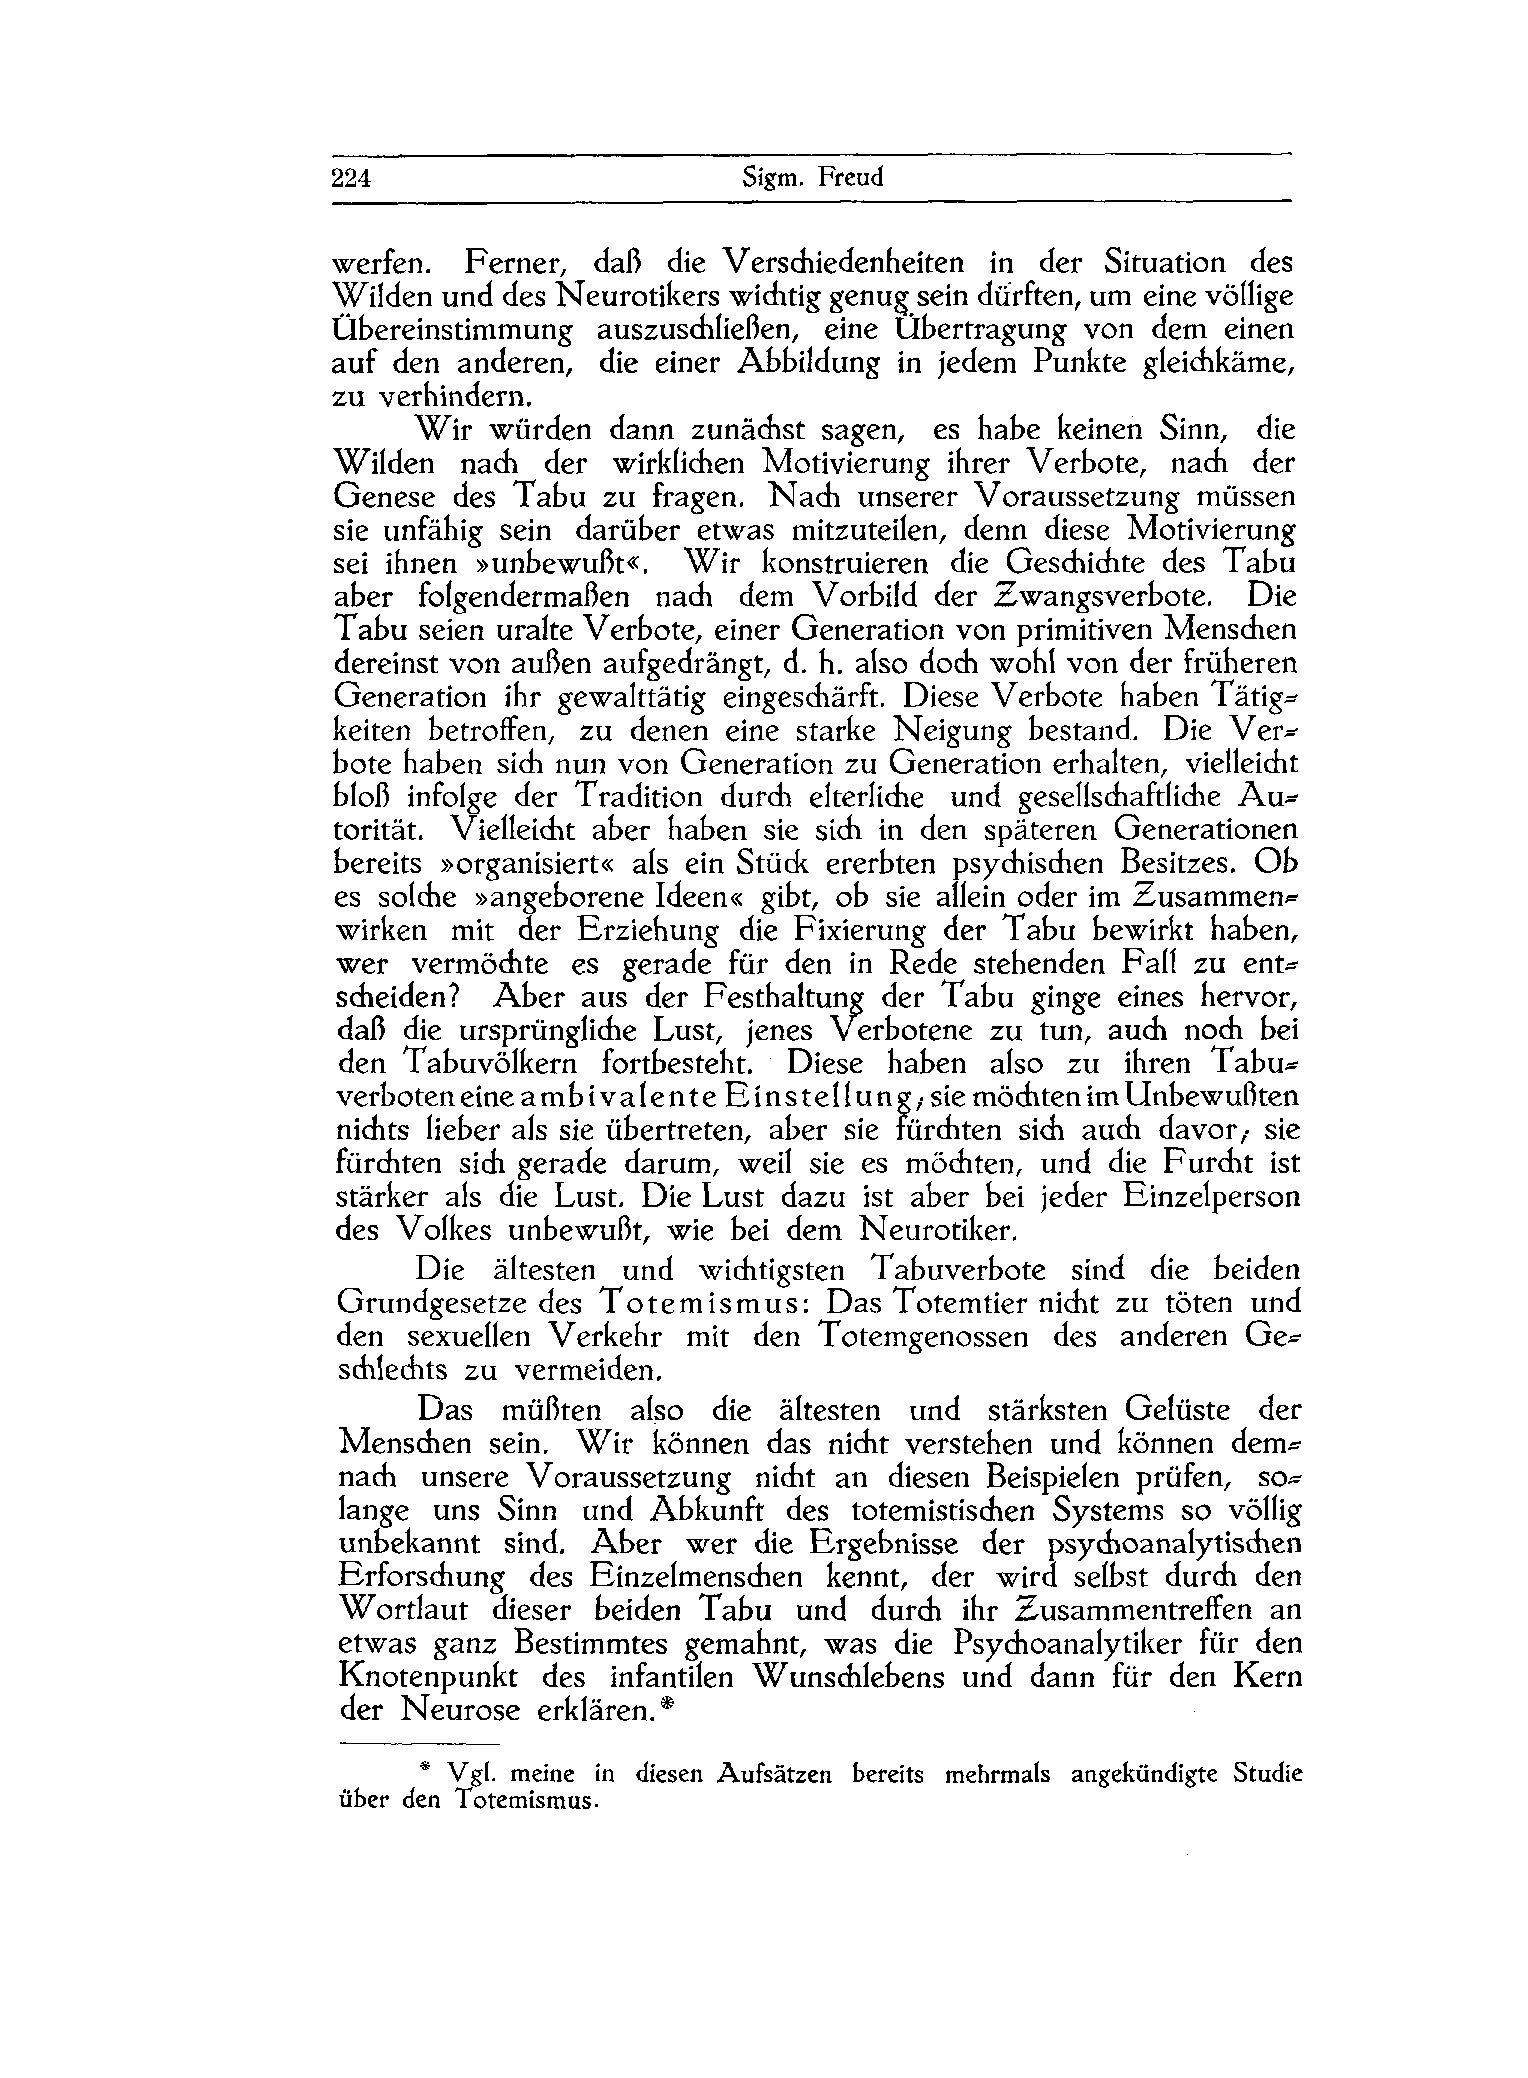 224 Sigm. Freud
werfen. Ferner, daß die Verschiedenheiten in der Situation des
Wilden und des Neurotikers wichtig genug sein dürften, um eine völlige
Übereinstimmung auszuschließen, eine Übertragung von dem einen
auf den anderen, die einer Abbildung in jedem Punkte gleichkäme,
zu verhindern.
Wir würden dann zunächst sagen, es habe keinen Sinn, die
Wilden nach der wirklichen Motivierung ihrer Verbote, nach der
Genese des Tabu zu fragen. Nach unserer Voraussetzung müssen
sie unfähig sein darüber etwas mitzuteilen, denn diese Motivierung
sei ihnen »unbewußt«. Wir konstruieren die Geschichte des Tabu
aber folgendermaßen nach dem Vorbild der Zwangsverbote. Die
Tabu seien uralte Verbote, einer Generation von primitiven Menschen
dereinst von außen aufgedrängt, d. h. also doch wohl von der früheren
Generation ihr gewalttätig eingeschärft. Diese Verbote haben Tätig-
keiten betroffen, zu denen eine starke Neigung bestand. Die Ver-
bote haben sich nun von Generation zu Generation erhalten, vielleicht
bloß infolge der Tradition durch elterliche und gesellschaftliche Au-
torität. Vielleicht aber haben sie sich in den späteren Generationen
bereits »organisiert« als ein Stück ererbten psychischen Besitzes. Ob
es solche »angeborene Ideen« gibt, ob sie allein oder im Zusammen-
wirken mit der Erziehung die Fixierung der Tabu bewirkt haben,
wer vermöchte es gerade für den in Rede stehenden Fall zu ent-
scheiden? Aber aus der Festhaltung der Tabu ginge eines hervor,
daß die ursprüngliche Lust, jenes Verbotene zu tun, auch noch bei
den Tabuvölkern fortbesteht. Diese haben also zu ihren Tabu-
verboten eine ambivalente Einstellung; sie möchten im Unbewußten
nichts lieber als sie übertreten, aber sie fürchten sich auch davor; sie
fürchten sich gerade darum, weil sie es möchten, und die Furcht ist
stärker als die Lust. Die Lust dazu ist aber bei jeder Einzelperson
des Volkes unbewußt, wie bei dem Neurotiker.
Die ältesten und wichtigsten Tabuverbote sind die beiden
Grundgesetze des Totemismus: Das Totemtier nicht zu töten und
den sexuellen Verkehr mit den Totemgenossen des anderen Ge-
schlechts zu vermeiden.
Das müßten also die ältesten und stärksten Gelüste der
Menschen sein. Wir können das nicht verstehen und können dem-
nach unsere Voraussetzung nicht an diesen Beispielen prüfen, so-
lange uns Sinn und Abkunft des totemistischen Systems so völlig
unbekannt sind. Aber wer die Ergebnisse der psychoanalytischen
Erforschung des Einzelmenschen kennt, der wird selbst durch den
Wortlaut dieser beiden Tabu und durch ihr Zusammentreffen an
etwas ganz Bestimmtes gemahnt, was die Psychoanalytiker für den
Knotenpunkt des infantilen Wunschlebens und dann für den Kern
der Neurose erklären.*
* Vgl. meine in diesen Aufsätzen bereits mehrmals angekündigte Studie
über den Totemismus.